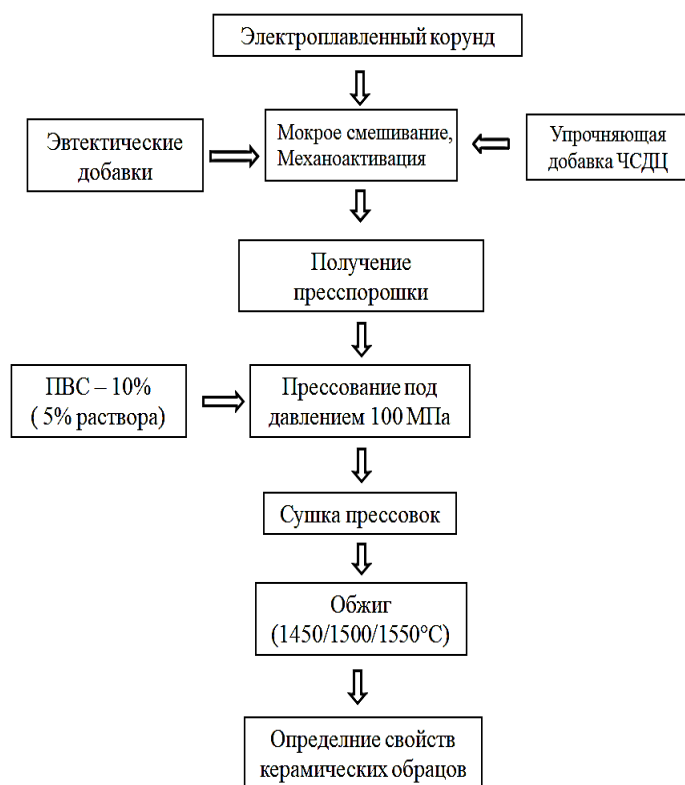 Электроплавленный корунд
Эвтектические
добавки
Мокрое смешивание,
Механоактивация
Упрочняющая
добавка ЧСДЦ
Получение
пресспорошки
ПВС – 10%
( 5% раствора)
Прессование под
давлением 100 МПа
Сушка прессовок
Обжиг
(1450/1500/1550°C)
Определние свойств
керамических обрацов